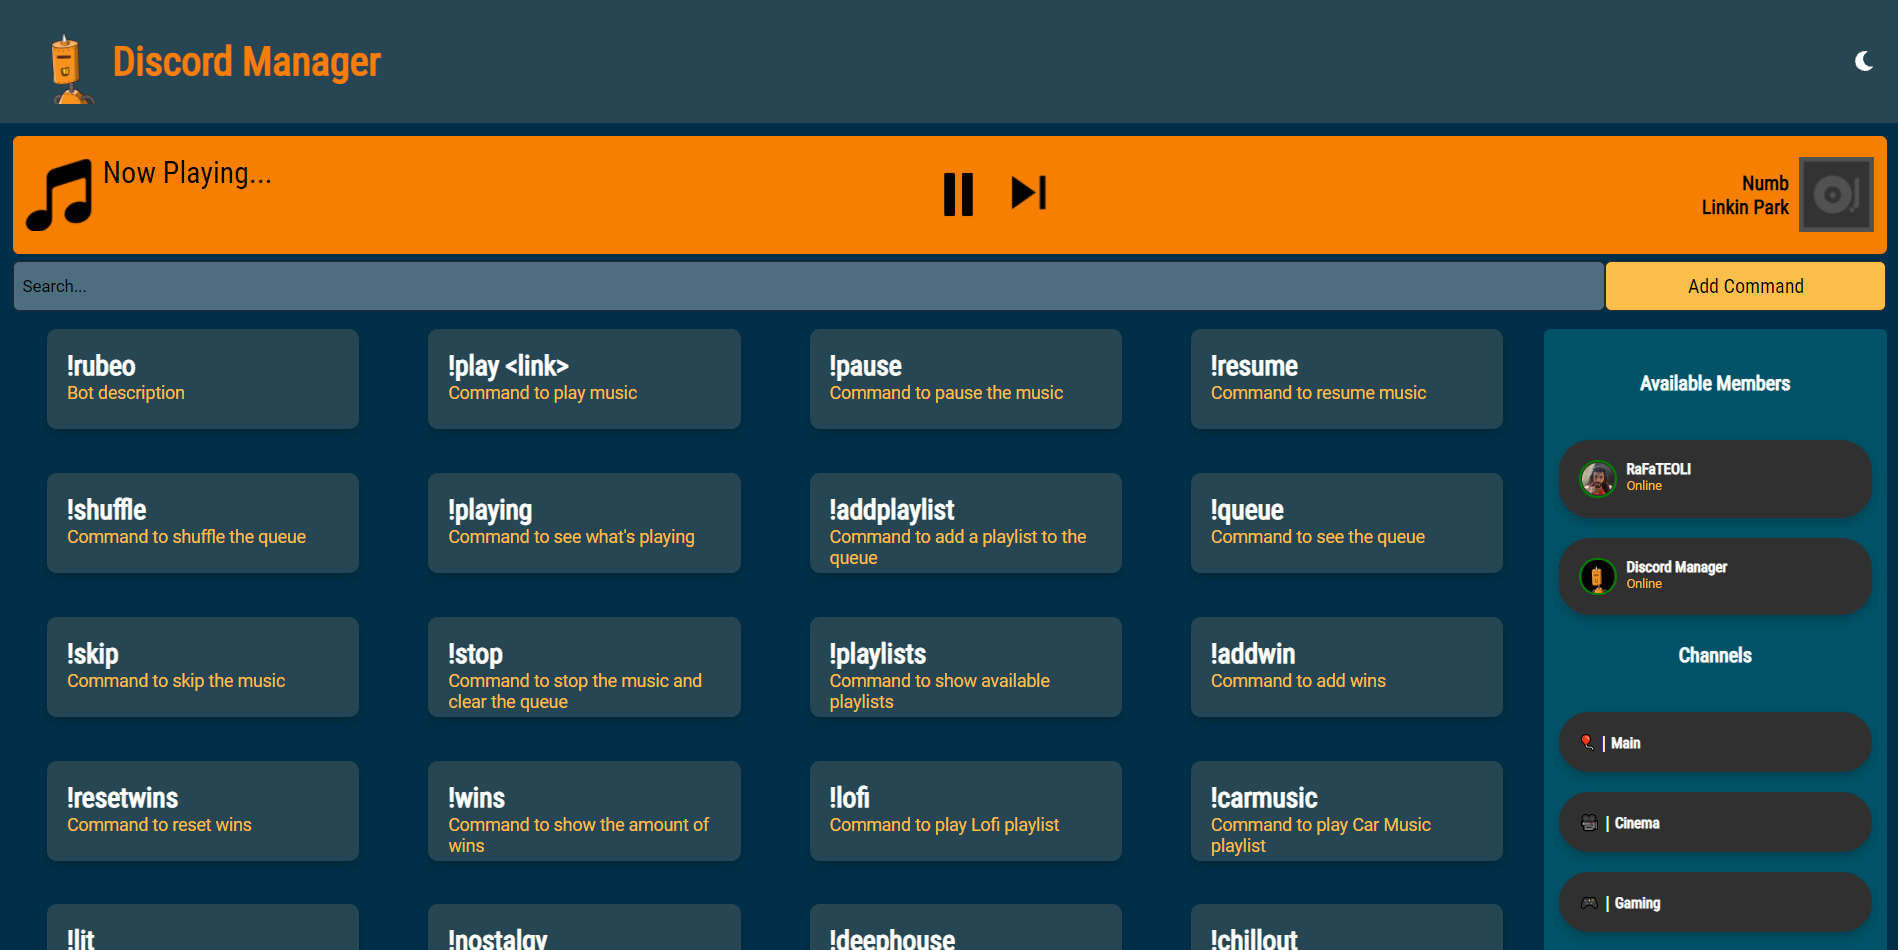 Discord Manager
Now Playing...
Numb
Linkin Park
Search...
Add Command
!rubeo
Bot description
!play <link>
Command to play music
!pause
Command to pause the music
!resume
Command to resume music
!shuffle
Command to shuffle the queue
!playing
Command to see what's playing
!addplaylist
Command to add a playlist to the
queue
!queue
Command to see the queue
!skip
Command to skip the music
!stop
Command to stop the music and
clear the queue
!playlists
Command to show available
playlists
!addwin
Command to add wins
!resetwins
Command to reset wins
!wins
Command to show the amount of
wins
!lofi
Command to play Lofi playlist
!carmusic
Command to play Car Music
playlist
!lit
!nostalgy
!deephouse
!chillout
Available Members
RaFaTEOLI
Online
Discord Manager
Online
Channels
| Main
| Cinema
| Gaming